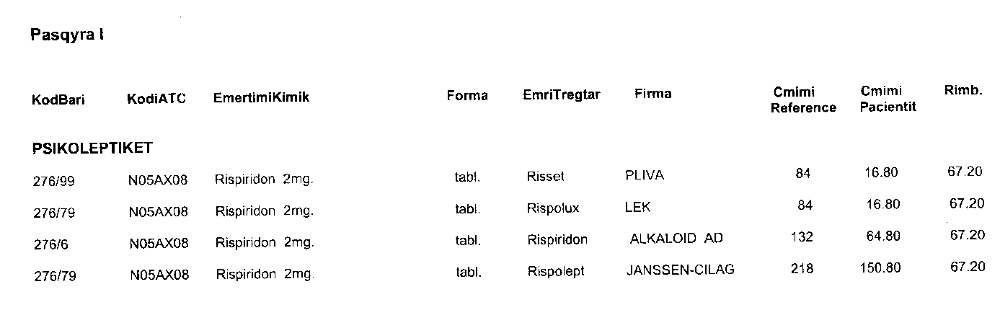 Pasqyra I
KodBari KodiATC EmertimiKimik Forma EmriTregtar Firma Cmimi Reference Cmimi Pacientit Rimb.
PSIKOLEPTIKET
276/99 N05AX08 Rispiridon 2mg. tabl. Risset PLIVA 84 16.80 67.20
276/79 N05AX08 Rispiridon 2mg. tabl. Rispolux LEK 84 16.80 67.20
276/6 N05AX08 Rispiridon 2mg. tabl. Rispiridon ALKALOID AD 132 64.80 67.20
276/79 N05AX08 Rispiridon 2mg. tabl. Rispolept JANSSEN-CILAG 218 150.80 67.20